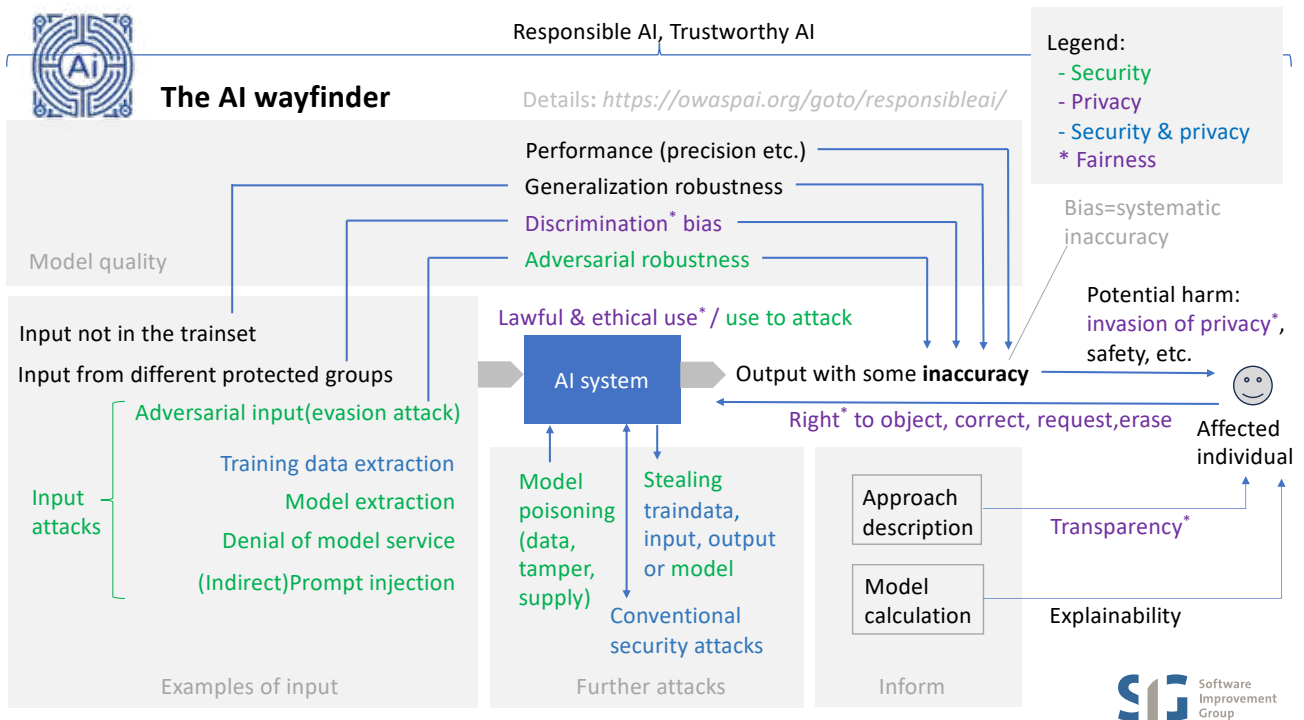 Responsible AI, Trustworthy AI
Ai
The AI wayfinder
Details: https://owaspai.org/goto/responsibleai/
Legend:
- Security
- Privacy
- Security & privacy
* Fairness
Performance (precision etc.)
Generalization robustness
Discrimination* bias
Adversarial robustness
Model quality
Bias=systematic
inaccuracy
Input not in the trainset
Input from different protected groups
Adversarial input(evasion attack)
Training data extraction
Model extraction
Denial of model service
(Indirect)Prompt injection
Input
attacks
Examples of input
Lawful & ethical use* / use to attack
AI system
Output with some inaccuracy
Potential harm:
invasion of privacy*,
safety, etc.
Right* to object, correct, request,erase
Affected
individual
Model
poisoning
(data,
tamper,
supply)
Stealing
traindata,
input, output
or model
Conventional
security attacks
Further attacks
Approach
description
Model
calculation
Inform
Transparency*
Explainability
SIG
Software
Improvement
Group